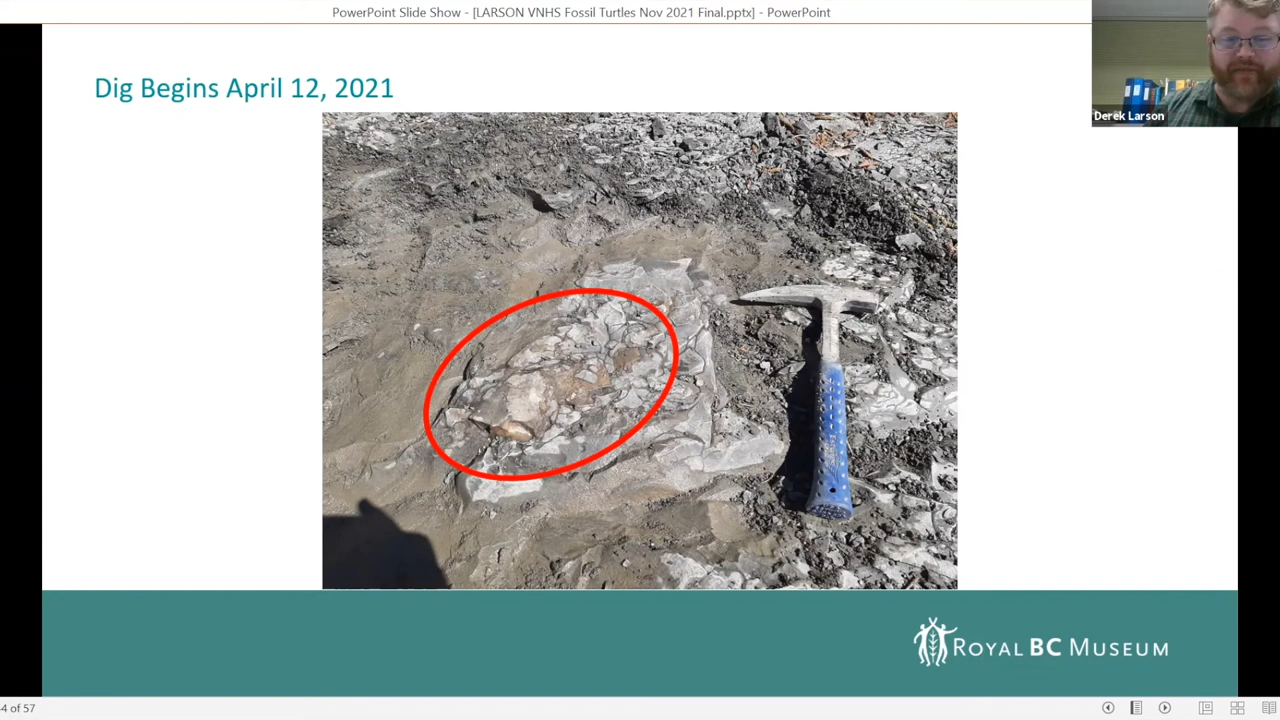 PowerPoint Slide Show - [LARSON VNHS Fossil Turtles Nov 2021 Final.pptx] - PowerPoint
Derek Larson
Dig Begins April 12, 2021
ROYAL BC MUSEUM
4 of 57